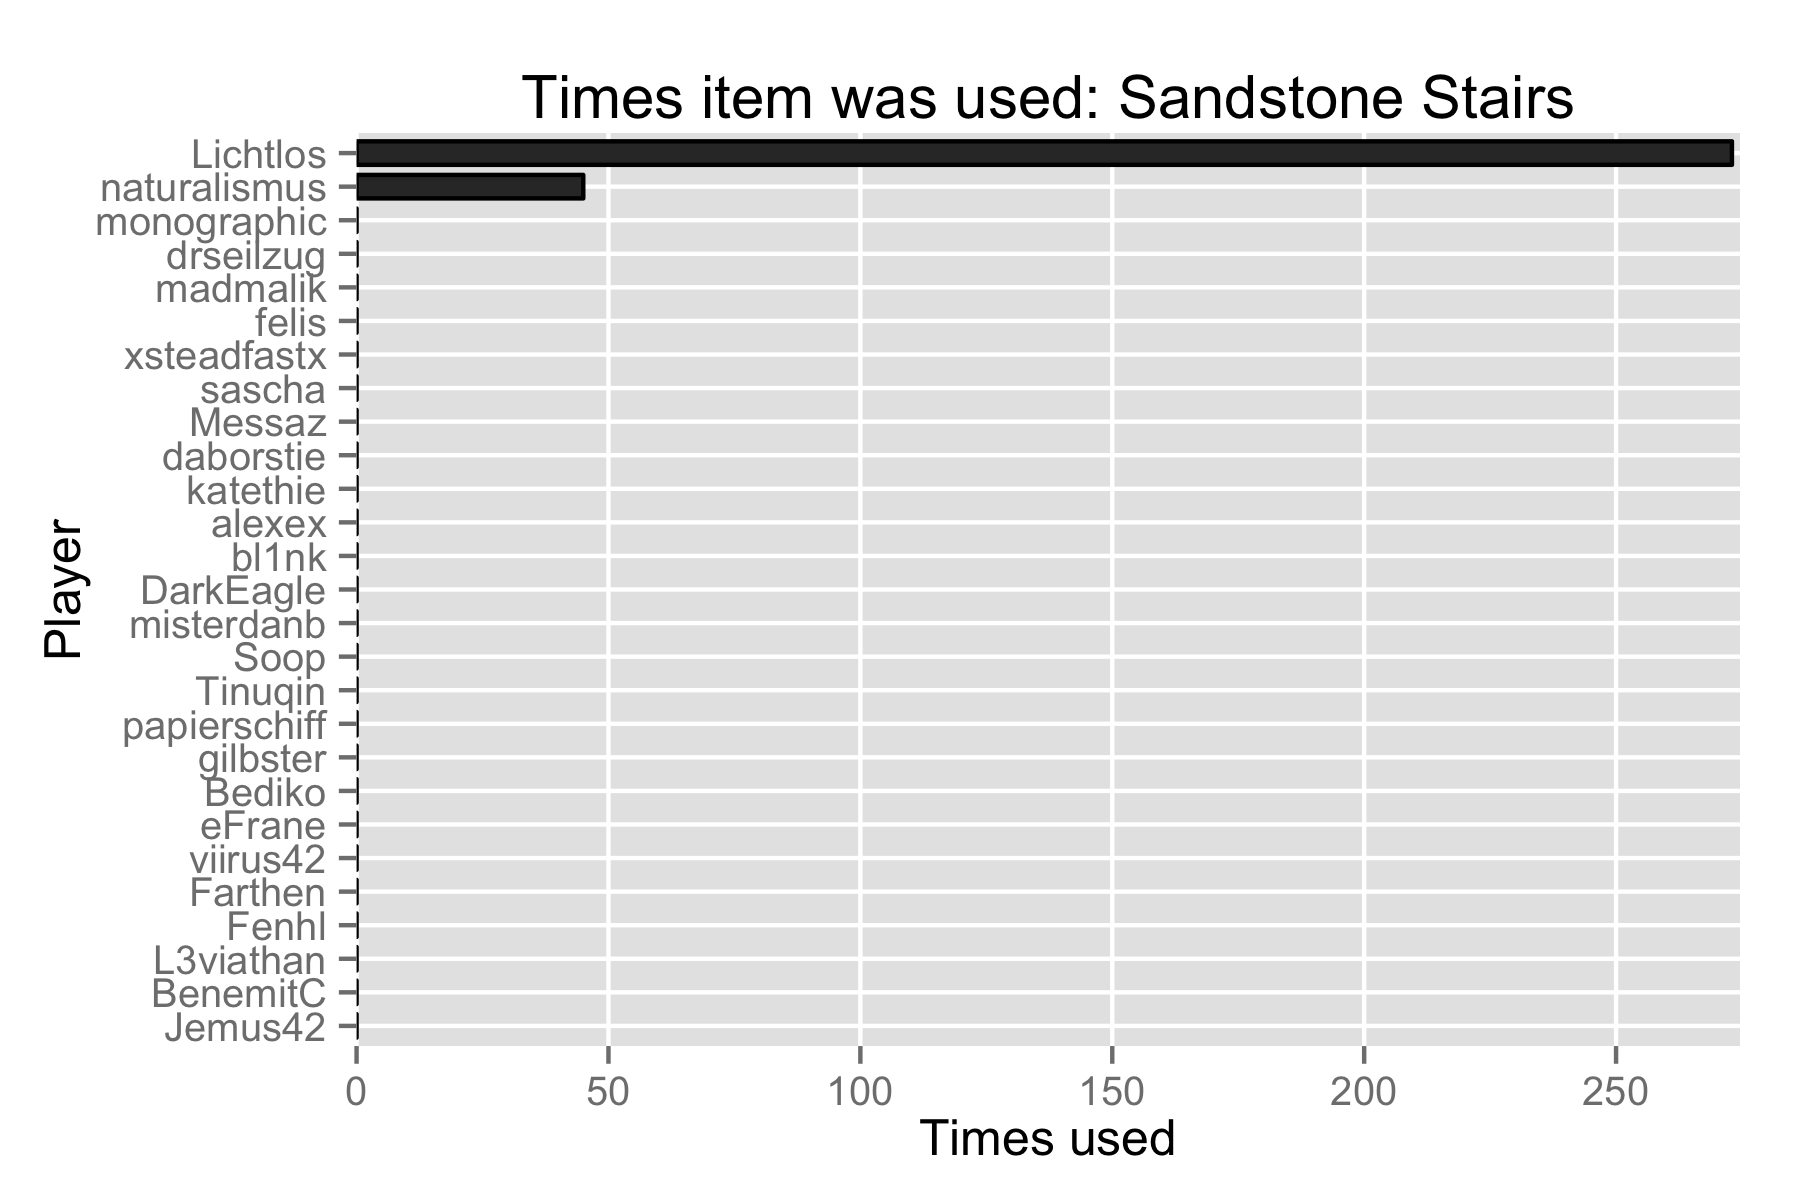 Times item was used: Sandstone Stairs
Lichtlos
naturalismus
monographic
drseilzug
madmalik
felis
xsteadfastx
sascha
Messaz
daborstie
katethie
alexex
bl1nk
DarkEagle
misterdanb
Soop
Tinuqin
papierschiff
gilbster
Bediko
eFrane
viirus42
Farthen
Fenhl
L3viathan
BenemitC
Jemus42
Player
0 50 100 150 200 250
Times used